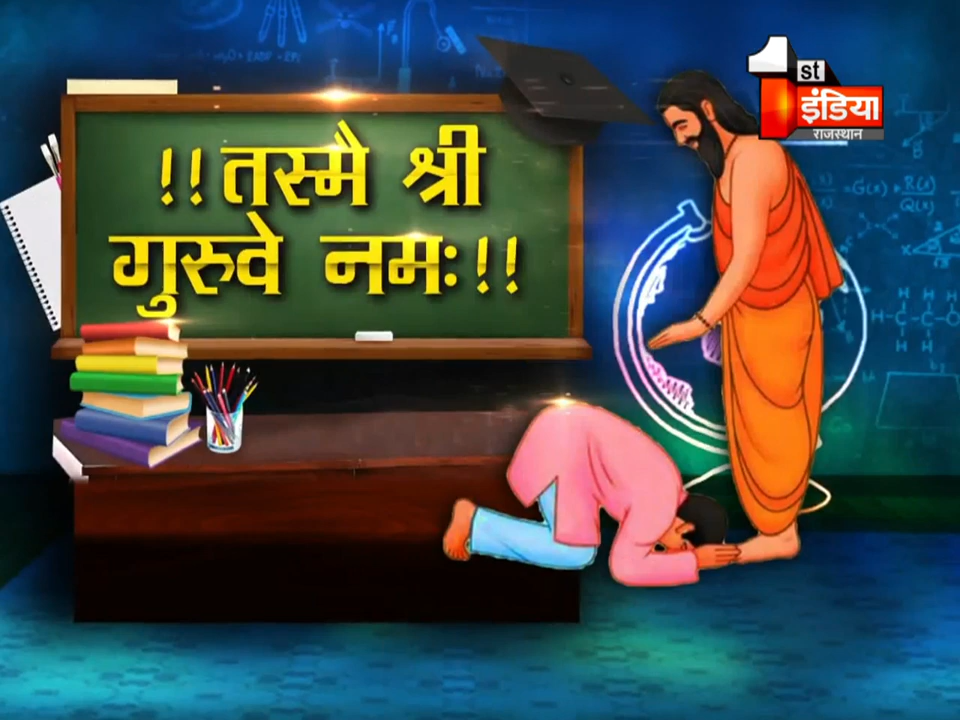 !!तस्मै श्री
गुरुवे नमः!!
1st
इंडिया
राजस्थान